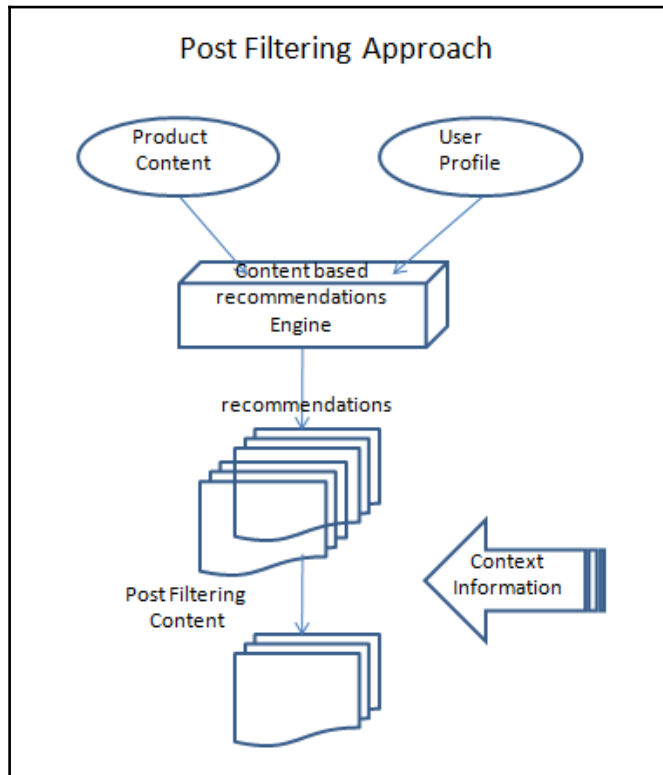 Post Filtering Approach
Product
Content
User
Profile
Content based
recommendations
Engine
recommendations
Context
Information
Post Filtering
Content